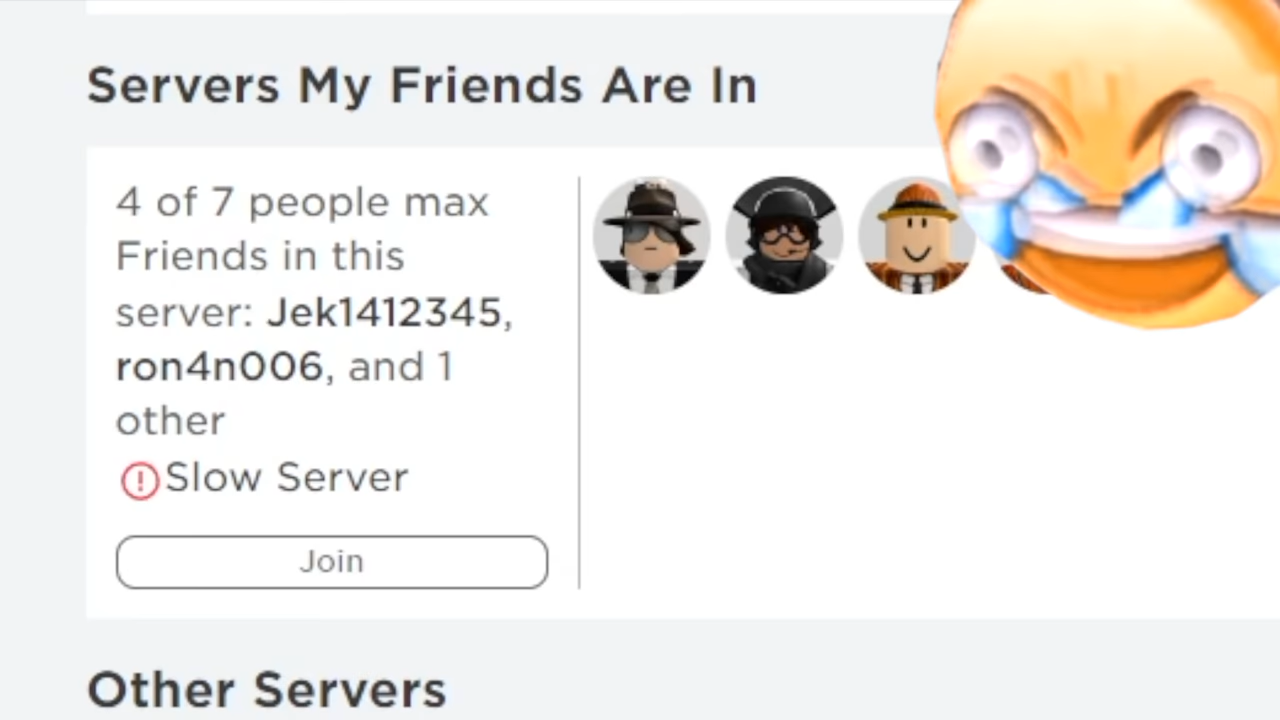 Servers My Friends Are In
4 of 7 people max
Friends in this
server: Jek1412345,
ron4n006, and 1
other
Slow Server
Join
Other Servers